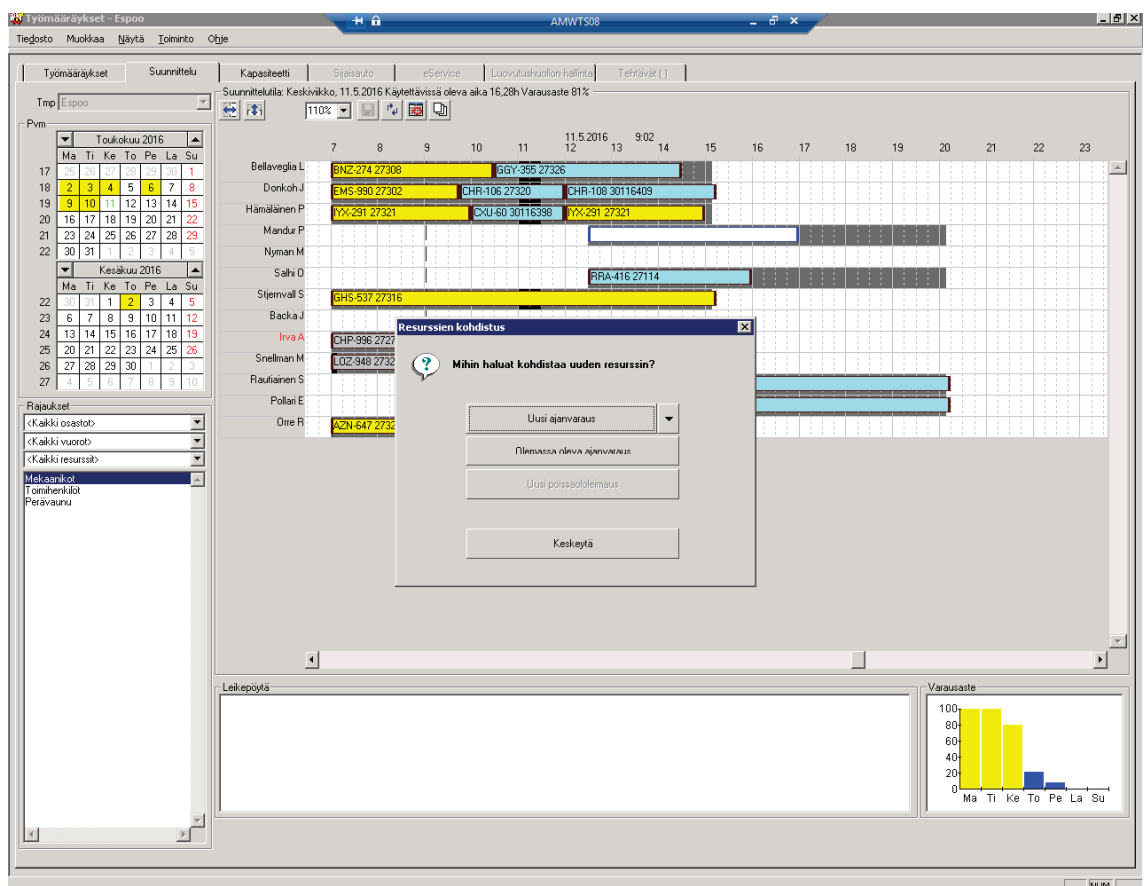 Työmääräykset - Espoo
AMWTS08
Tiedosto Muokkaa Näytä Toiminto Ohje
Työmääräykset Suunnittelu Kapasiteetti Sijaisauto eService Luovutushuollon hallinta Tehtävät ( )
Tmp Espoo
Suunnittelutila: Keskiviikko, 11.5.2016 Käytettävissä oleva aika 16,28h Varausaste 81%
110%
Pvm
Toukokuu 2016
Ma Ti Ke To Pe La Su
17 25 26 27 28 29 30 1
18 2 3 4 5 6 7 8
19 9 10 11 12 13 14 15
20 16 17 18 19 20 21 22
21 23 24 25 26 27 28 29
22 30 31 1 2 3 4 5
Kesäkuu 2016
Ma Ti Ke To Pe La Su
22 30 31 1 2 3 4 5
23 6 7 8 9 10 11 12
24 13 14 15 16 17 18 19
25 20 21 22 23 24 25 26
26 27 28 29 30 1 2 3
27 4 5 6 7 8 9 10
Rajaukset
<Kaikki osastot>
<Kaikki vuorot>
<Kaikki resurssit>
Mekaanikot
Toimihenkilöt
Perävaunu
11.5.2016 9:02
7 8 9 10 11 12 13 14 15 16 17 18 19 20 21 22 23
Bellaveglia L BNZ-274 27308 GGY-355 27326
Donkoh J EMS-990 27302 CHR-106 27320 CHR-108 30116409
Hämäläinen P IYX-291 27321 CXU-60 30116398 IYX-291 27321
Mandur P
Nyman M
Salhi O RRA-416 27114
Stjernvall S GHS-537 27316
Backa J
Irva A CHP-996 2727
Snellman M LOZ-948 2732
Rautiainen S
Pollari E
Orre R AZN-647 2732
Resurssien kohdistus
Mihin haluat kohdistaa uuden resurssin?
Uusi ajanvaraus
Olemassa oleva ajanvaraus
Uusi poissaololeimaus
Keskeytä
Leikepöytä
Varausaste
100
80
60
40
20
0
Ma Ti Ke To Pe La Su
NUM